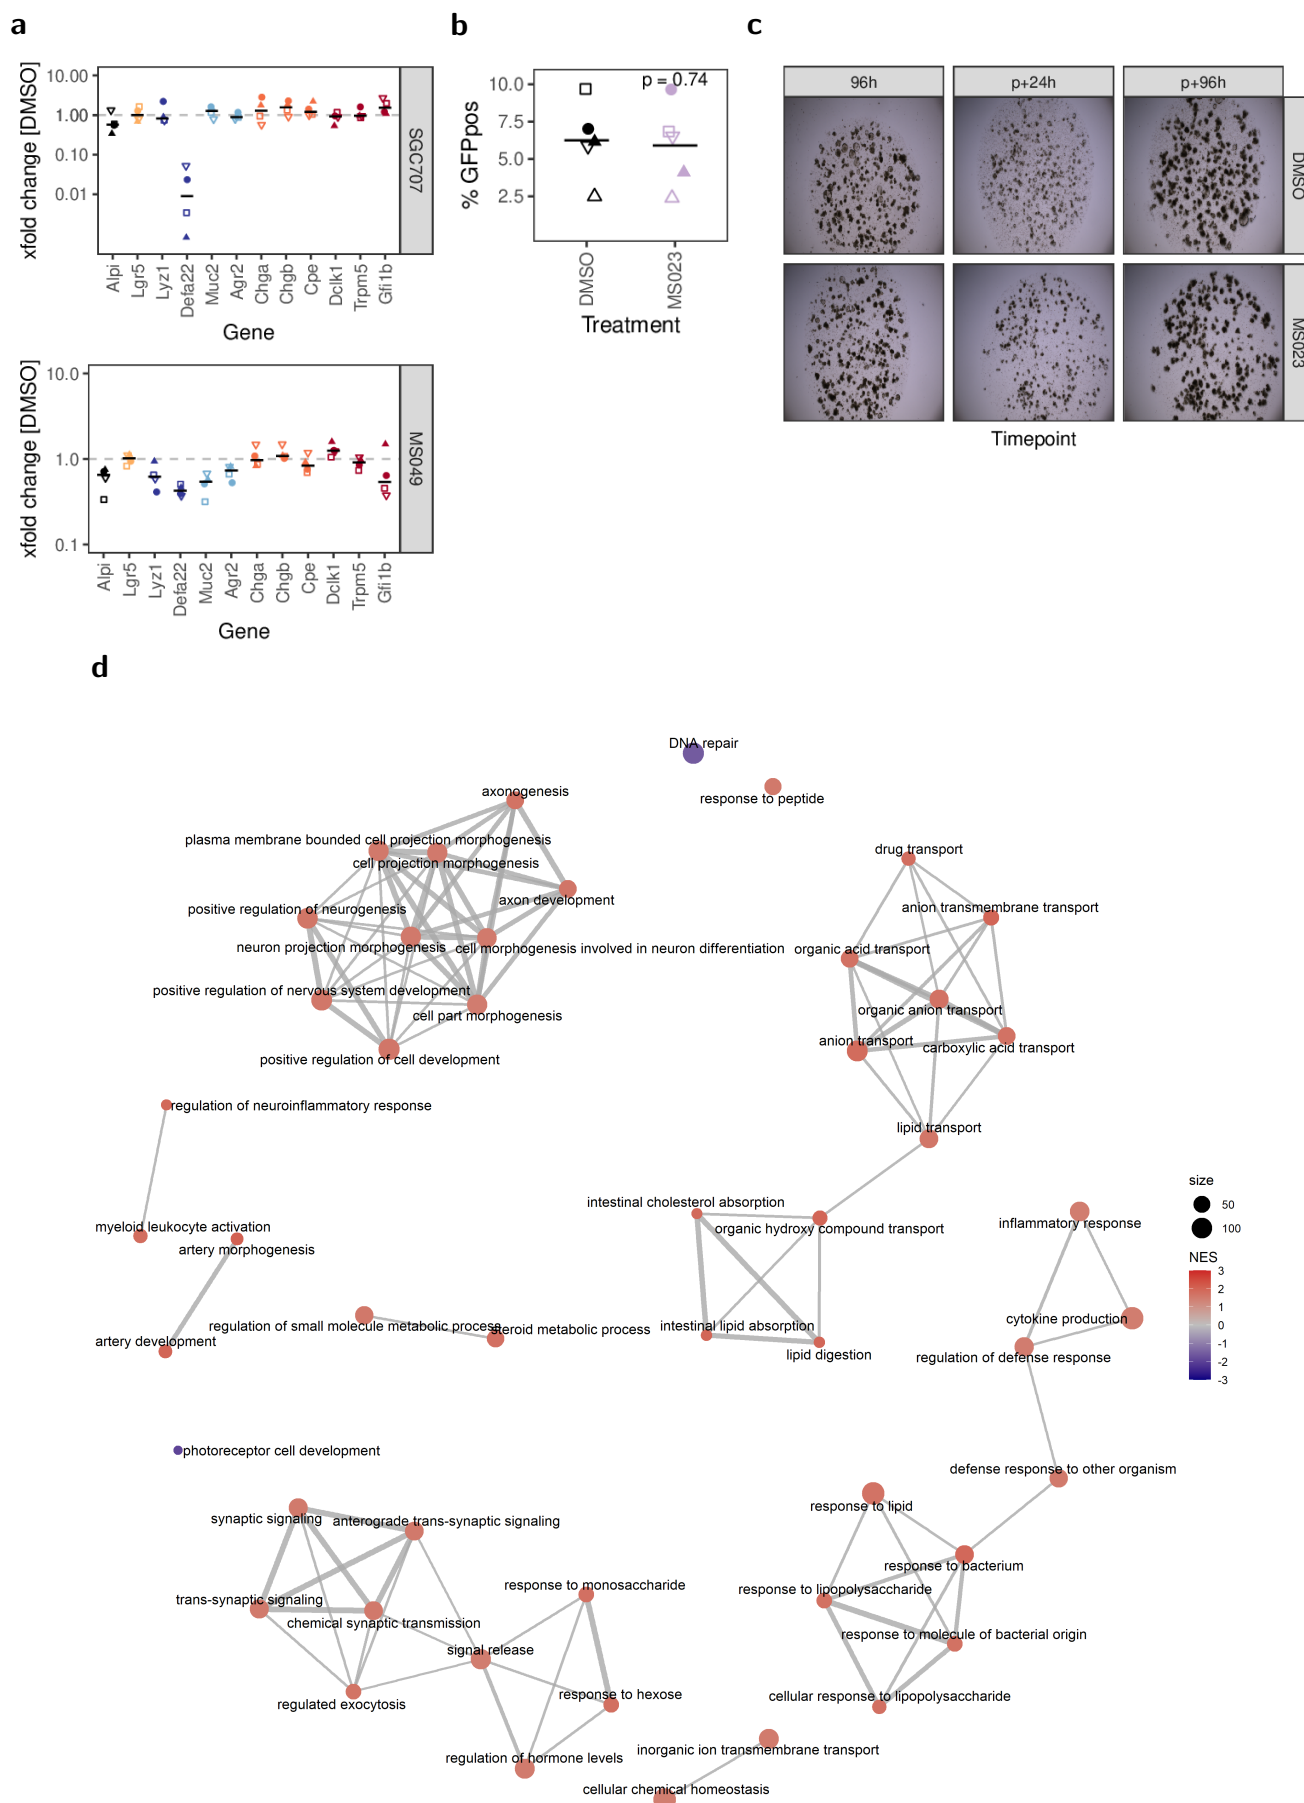 a
xfold change [DMSO]
10.00
1.00
0.10
0.01
SGC707
Alpi
Lgr5
Lyz1
Defa22
Muc2
Agr2
Chga
Chgb
Cpe
Dclk1
Trpm5
Gfi1b
Gene
xfold change [DMSO]
10.0
1.0
0.1
MS049
Alpi
Lgr5
Lyz1
Defa22
Muc2
Agr2
Chga
Chgb
Cpe
Dclk1
Trpm5
Gfi1b
Gene
b
% GFPpos
10.0
7.5
5.0
2.5
p = 0.74
DMSO
MS023
Treatment
c
96h
p+24h
p+96h
DMSO
MS023
Timepoint
d
DNA repair
response to peptide
axonogenesis
plasma membrane bounded cell projection morphogenesis
cell projection morphogenesis
axon development
positive regulation of neurogenesis
neuron projection morphogenesis
cell morphogenesis involved in neuron differentiation
positive regulation of nervous system development
cell part morphogenesis
positive regulation of cell development
drug transport
anion transmembrane transport
organic acid transport
organic anion transport
anion transport
carboxylic acid transport
lipid transport
regulation of neuroinflammatory response
myeloid leukocyte activation
artery morphogenesis
artery development
regulation of small molecule metabolic process
steroid metabolic process
intestinal cholesterol absorption
organic hydroxy compound transport
intestinal lipid absorption
lipid digestion
inflammatory response
cytokine production
regulation of defense response
size
50
100
NES
3
2
1
0
-1
-2
-3
photoreceptor cell development
defense response to other organism
response to lipid
response to bacterium
response to lipopolysaccharide
response to molecule of bacterial origin
cellular response to lipopolysaccharide
synaptic signaling
anterograde trans-synaptic signaling
trans-synaptic signaling
chemical synaptic transmission
regulated exocytosis
response to monosaccharide
signal release
response to hexose
regulation of hormone levels
inorganic ion transmembrane transport
cellular chemical homeostasis